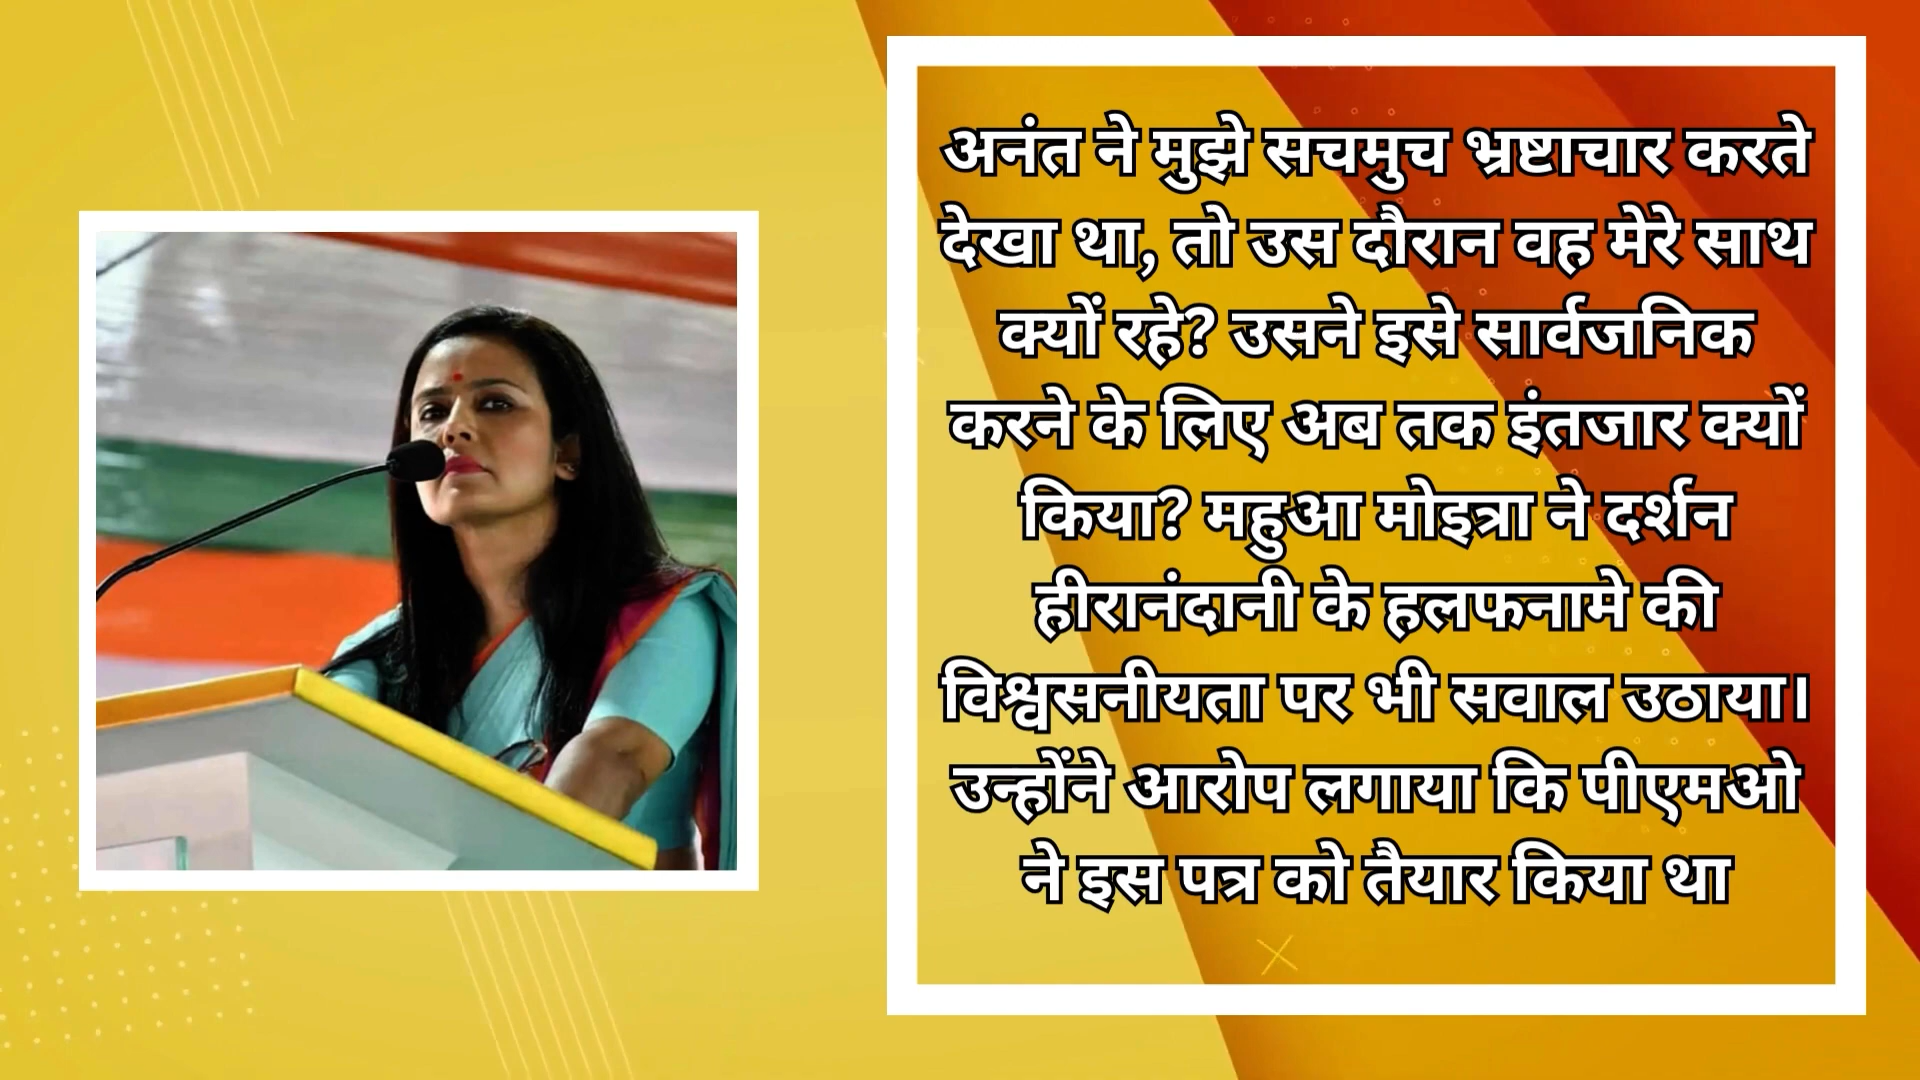 अनंत ने मुझे सचमुच भ्रष्टाचार करते
देखा था, तो उस दौरान वह मेरे साथ
क्यों रहे? उसने इसे सार्वजनिक
करने के लिए अब तक इंतजार क्यों
किया? महुआ मोइत्रा ने दर्शन
हीरानंदानी के हलफनामे की
विश्वसनीयता पर भी सवाल उठाया।
उन्होंने आरोप लगाया कि पीएमओ
ने इस पत्र को तैयार किया था